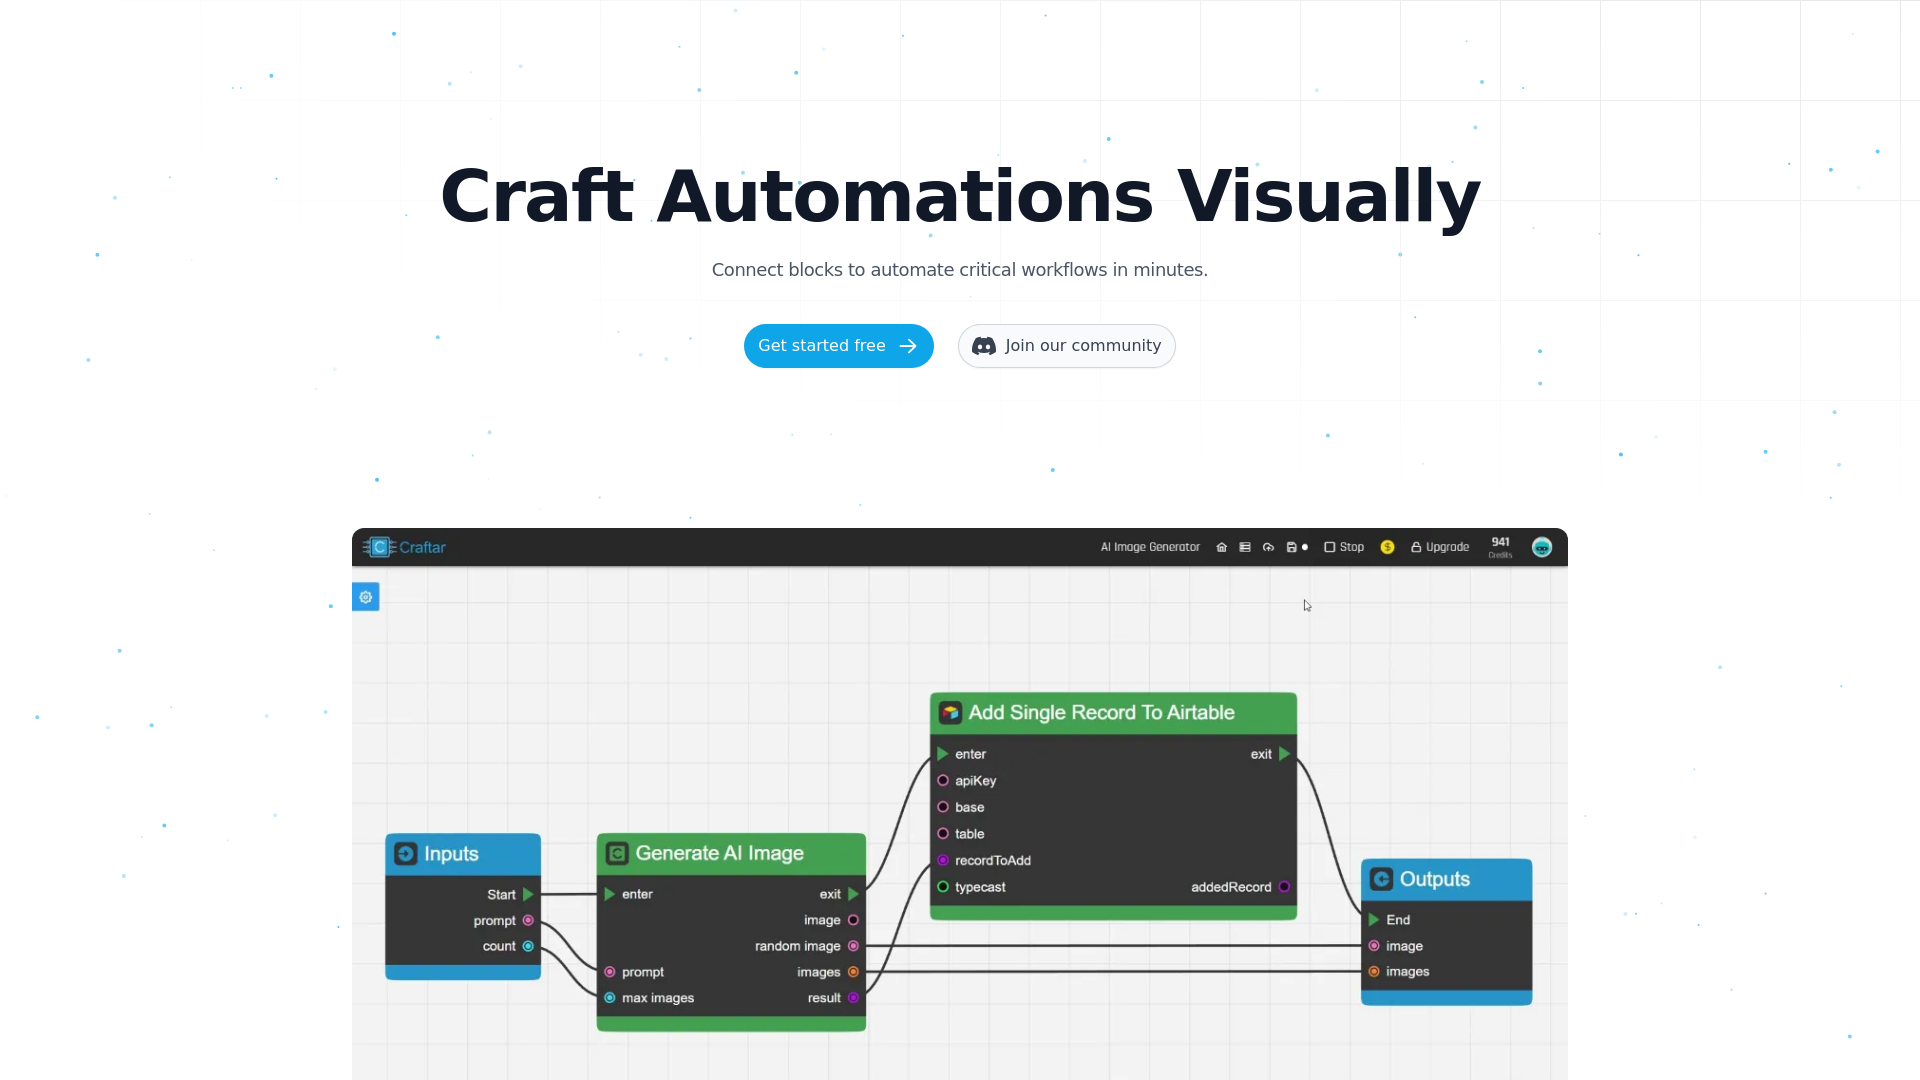 Craft Automations Visually
Connect blocks to automate critical workflows in minutes.
Get started free
Join our community
Craftar
AI Image Generator
Stop
Upgrade
941
Credits
Add Single Record To Airtable
enter
exit
apiKey
base
table
recordToAdd
typecast
addedRecord
Inputs
Start
prompt
count
Generate AI Image
enter
exit
image
random image
prompt
images
max images
result
Outputs
End
image
images